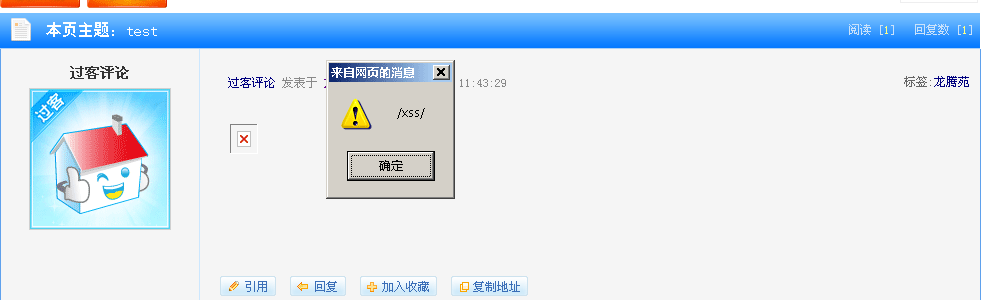 本页主题：test
阅读 [1] 回复数 [1]
过客评论
过客
过客评论 发表于
11:43:29
标签:龙腾苑
来自网页的消息
/xss/
确定
引用 回复 加入收藏 复制地址